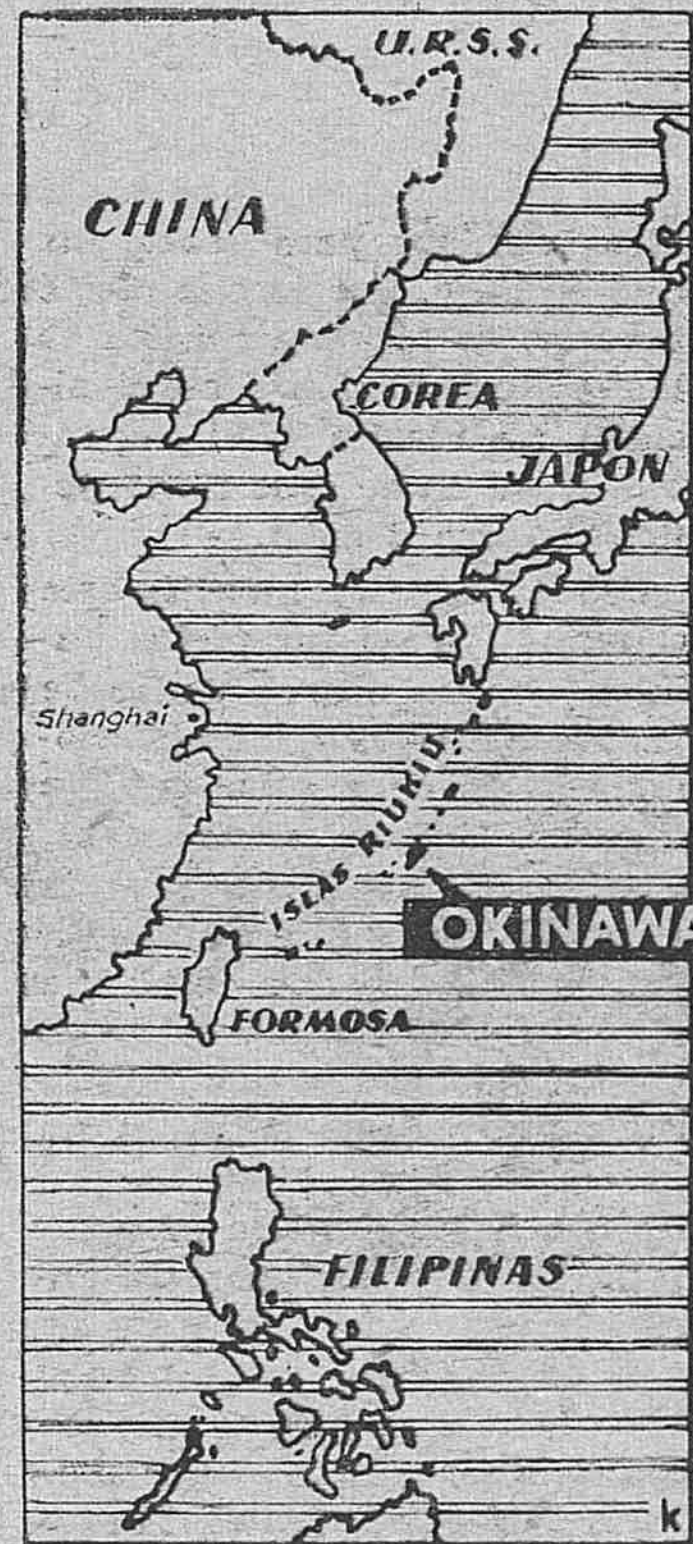 U.R.S.S.
CHINA
COREA
JAPON
Shanghai
ISLAS RIUKIU
OKINAWA
FORMOSA
FILIPINAS
k